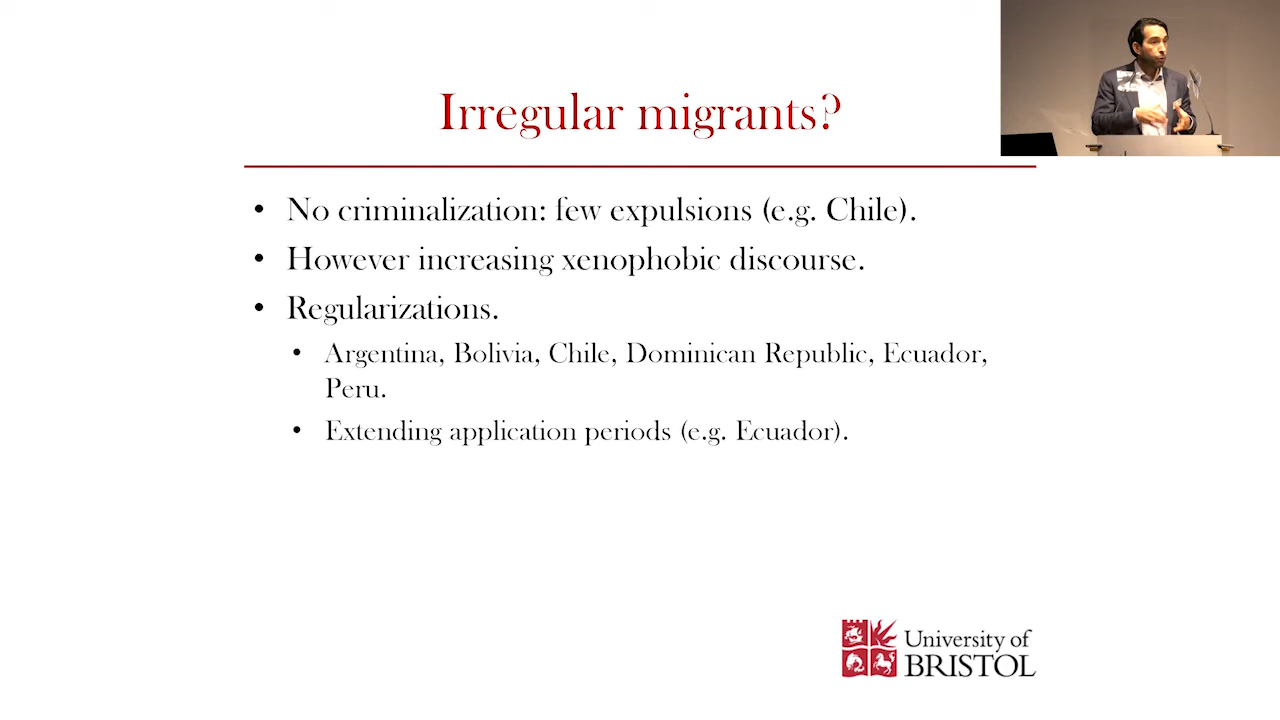 Irregular migrants?
• No criminalization: few expulsions (e.g. Chile).
• However increasing xenophobic discourse.
• Regularizations.
• Argentina, Bolivia, Chile, Dominican Republic, Ecuador,
Peru.
• Extending application periods (e.g. Ecuador).
University of
BRISTOL